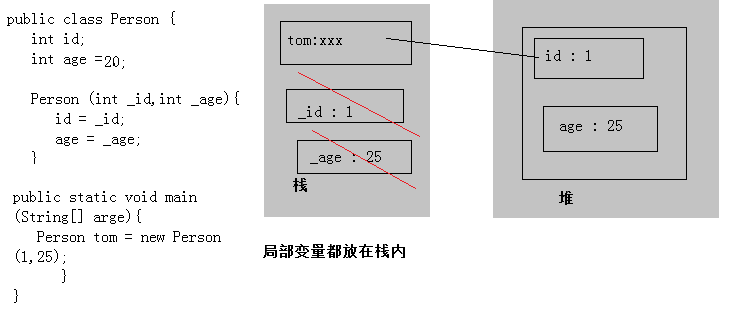 public class Person {
int id;
int age =20;
Person (int _id,int _age){
id = _id;
age = _age;
}
public static void main
(String[] arge){
Person tom = new Person
(1,25);
}
}
tom:xxx
_id : 1
_age : 25
栈
局部变量都放在栈内
id : 1
age : 25
堆